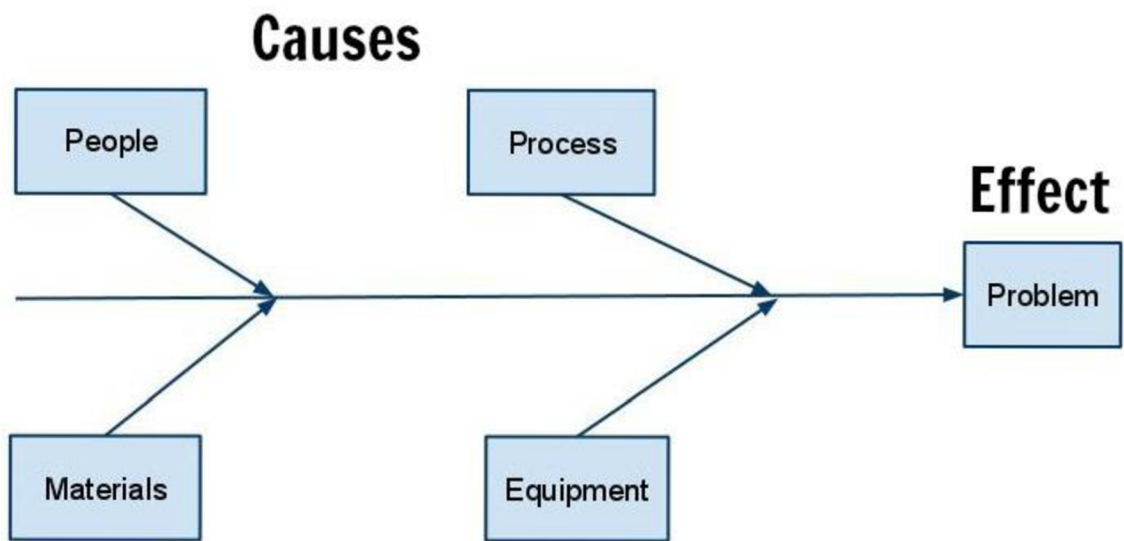 Causes
People
Process
Effect
Problem
Materials
Equipment